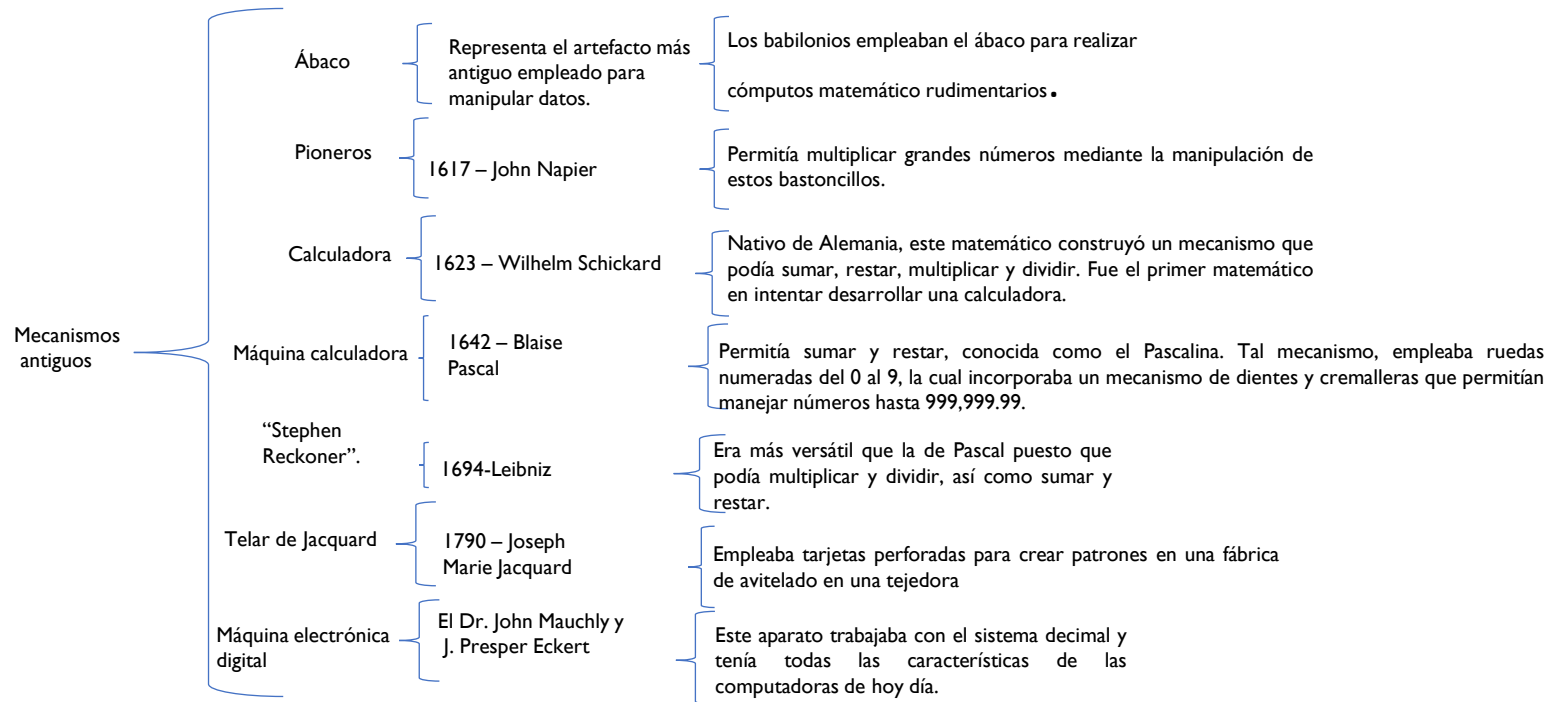 Mecanismos
antiguos
Ábaco
Representa el artefacto más
antiguo empleado para
manipular datos.
Los babilonios empleaban el ábaco para realizar
cómputos matemático rudimentarios.
Pioneros
1617 – John Napier
Permitía multiplicar grandes números mediante la manipulación de
estos bastoncillos.
Calculadora
1623 – Wilhelm Schickard
Nativo de Alemania, este matemático construyó un mecanismo que
podía sumar, restar, multiplicar y dividir. Fue el primer matemático
en intentar desarrollar una calculadora.
Máquina calculadora
1642 – Blaise
Pascal
Permitía sumar y restar, conocida como el Pascalina. Tal mecanismo, empleaba ruedas
numeradas del 0 al 9, la cual incorporaba un mecanismo de dientes y cremalleras que permitían
manejar números hasta 999,999.99.
“Stephen
Reckoner”.
1694-Leibniz
Era más versátil que la de Pascal puesto que
podía multiplicar y dividir, así como sumar y
restar.
Telar de Jacquard
1790 – Joseph
Marie Jacquard
Empleaba tarjetas perforadas para crear patrones en una fábrica
de avitelado en una tejedora
Máquina electrónica
digital
El Dr. John Mauchly y
J. Presper Eckert
Este aparato trabajaba con el sistema decimal y
tenía todas las características de las
computadoras de hoy día.